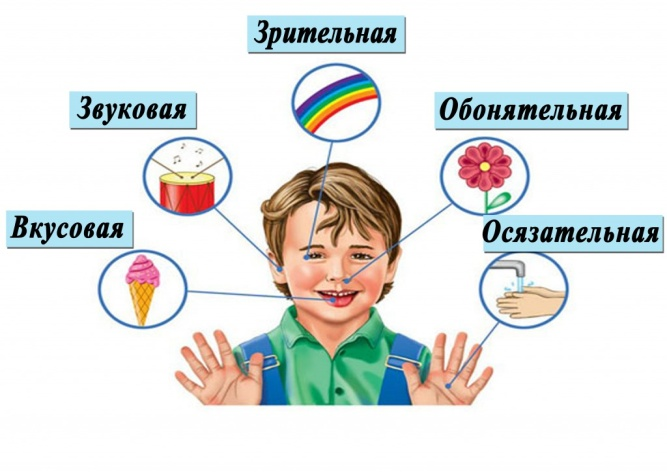 Зрительная
Звуковая
Обонятельная
Вкусовая
Осязательная